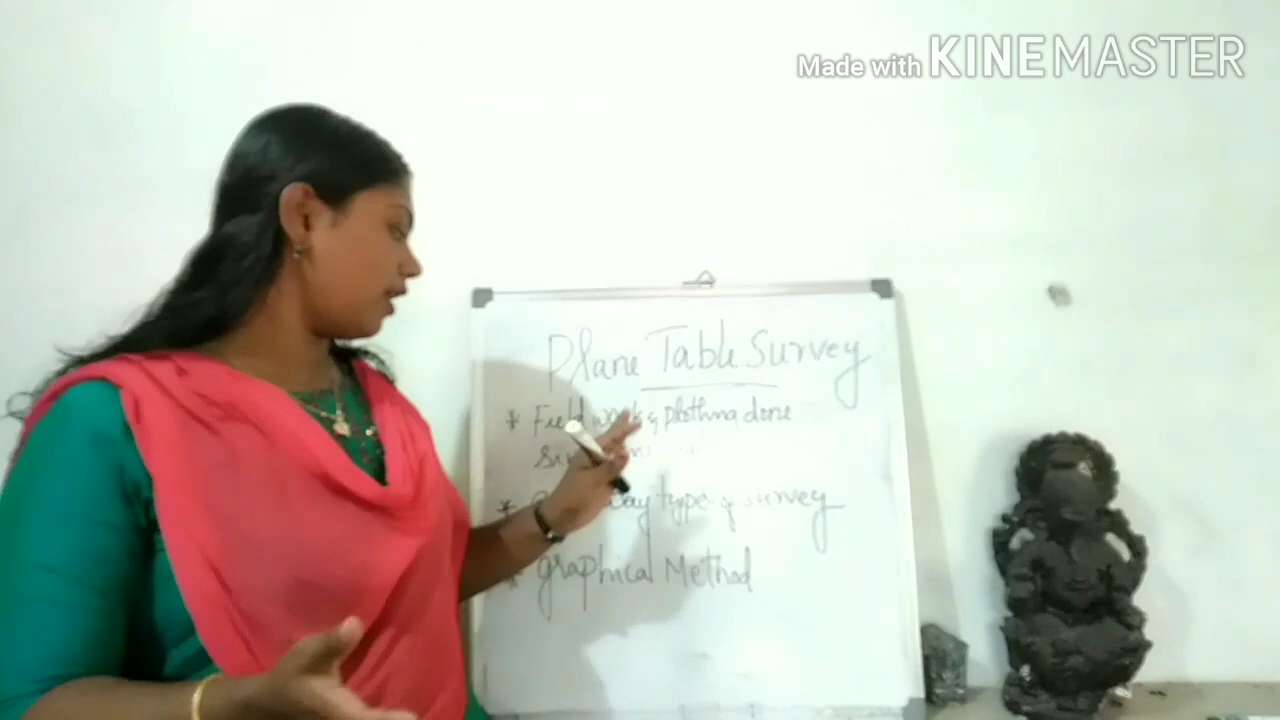 Made with KINEMASTER
Plane Table Survey
* Field work & plotting done
* type of survey
* Graphical Method